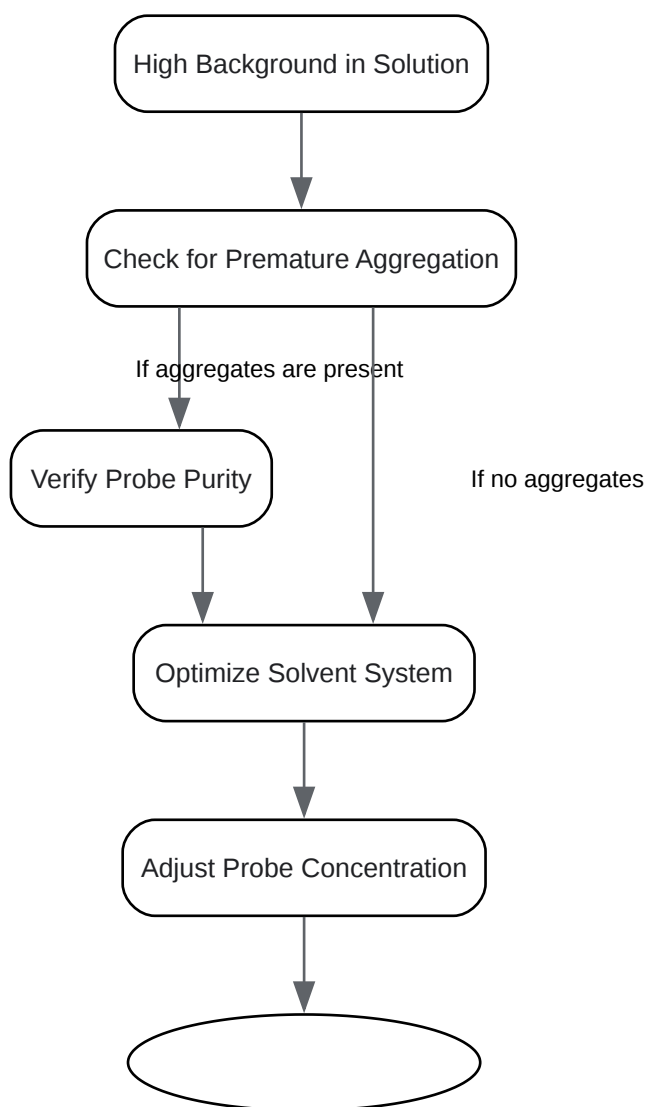 High Background in Solution
Check for Premature Aggregation
If aggregates are present
Verify Probe Purity
If no aggregates
Optimize Solvent System
Adjust Probe Concentration